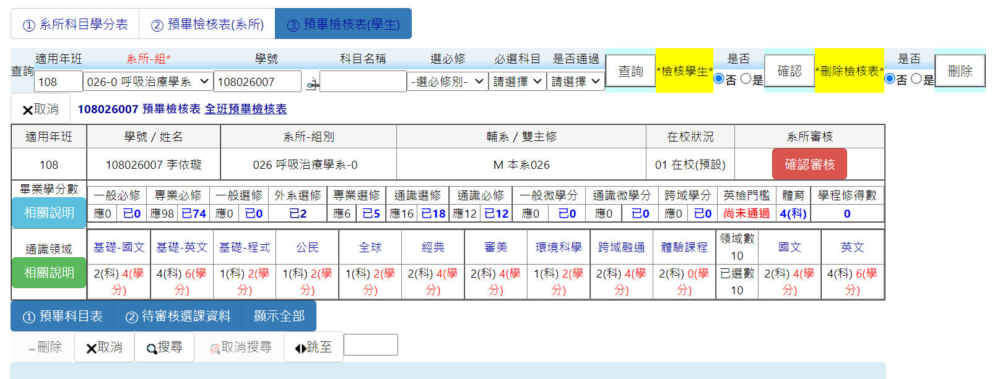 ① 系所科目學分表 ② 預畢檢核表(系所) ③ 預畢檢核表(學生)
查詢 適用年班 系所-組* 學號 科目名稱 選必修 必選科目 是否通過 查詢 *檢核學生* 是否 確認 *刪除檢核表* 是否 刪除
108 026-0 呼吸治療學系 108026007 -選必修別- 請選擇 請選擇 否 是 否 是
取消 108026007 預畢檢核表 全班預畢檢核表
適用年班 學號 / 姓名 系所-組別 輔系 / 雙主修 在校狀況 系所審核
108 108026007 李依璇 026 呼吸治療學系-0 M 本系026 01 在校(預設) 確認審核
畢業學分數 一般必修 專業必修 一般選修 外系選修 專業選修 通識選修 通識必修 一般微學分 通識微學分 跨域學分 英檢門檻 體育 學程修得數
相關說明 應0 已0 應98 已74 應0 已0 已2 應6 已5 應16 已18 應12 已12 應0 已0 應0 已0 應0 已0 尚未通過 4(科) 0
通識領域 基礎-國文 基礎-英文 基礎-程式 公民 全球 經典 審美 環境科學 跨域融通 體驗課程 領域數 國文 英文
10
相關說明 2(科) 4(學 4(科) 6(學 1(科) 2(學 1(科) 2(學 1(科) 2(學 2(科) 4(學 2(科) 4(學 1(科) 2(學 2(科) 4(學 2(科) 0(學 已選數 2(科) 4(學 4(科) 6(學
分) 分) 分) 分) 分) 分) 分) 分) 分) 分) 10 分) 分)
① 預畢科目表 ② 待審核選課資料 顯示全部
刪除 取消 搜尋 取消搜尋 跳至